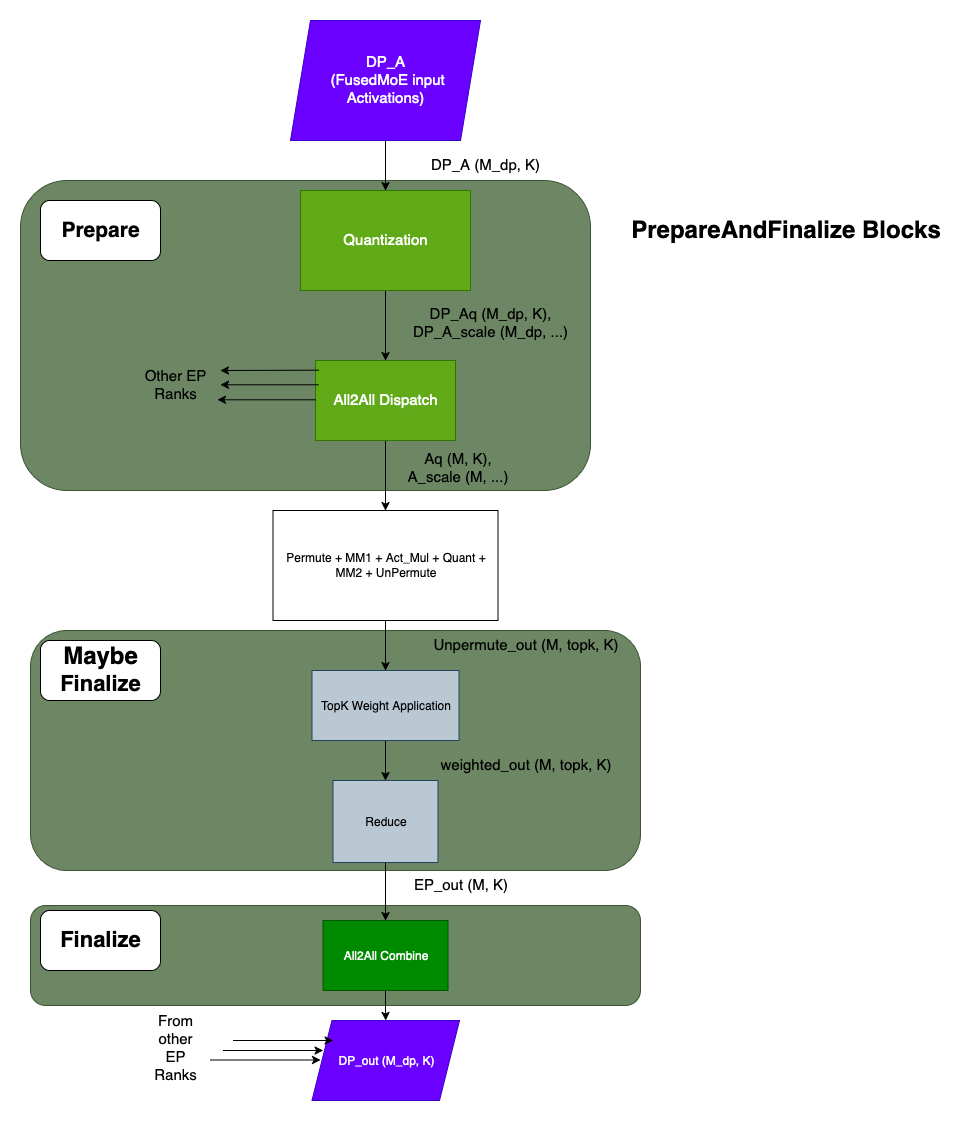 DP_A
(FusedMoE input
Activations)
DP_A (M_dp, K)
Prepare
PrepareAndFinalize Blocks
Quantization
DP_Aq (M_dp, K),
DP_A_scale (M_dp, ...)
Other EP
Ranks
All2All Dispatch
Aq (M, K),
A_scale (M, ...)
Permute + MM1 + Act_Mul + Quant +
MM2 + UnPermute
Unpermute_out (M, topk, K)
Maybe
Finalize
TopK Weight Application
weighted_out (M, topk, K)
Reduce
EP_out (M, K)
Finalize
All2All Combine
From
other
EP
Ranks
DP_out (M_dp, K)